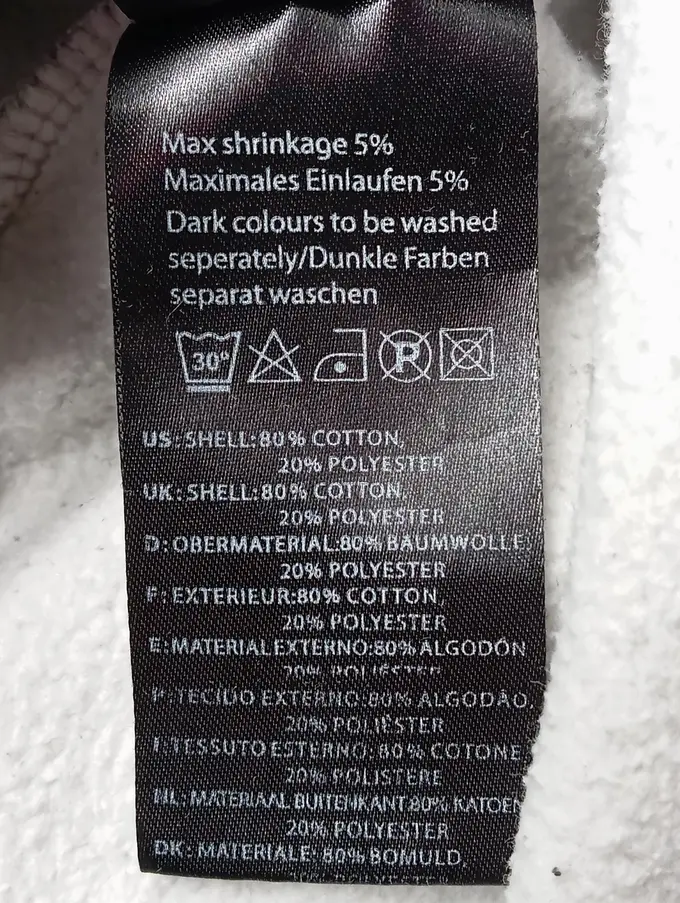 Max shrinkage 5%
Maximales Einlaufen 5%
Dark colours to be washed
seperately/Dunkle Farben
separat waschen
30°
P
US: SHELL: 80% COTTON,
20% POLYESTER
UK: SHELL: 80% COTTON,
20% POLYESTER
D: OBERMATERIAL: 80% BAUMWOLLE
20% POLYESTER
F: EXTERIEUR: 80% COTTON,
20% POLYESTER
E: MATERIAL EXTERNO: 80% ALGODÓN
20% POLIÉSTER
P: TECIDO EXTERNO: 80% ALGODÃO,
20% POLIÉSTER
I: TESSUTO ESTERNO: 80% COTONE
20% POLISTERE
NL: MATERIAAL BUITENKANT 80% KATOEN
20% POLYESTER
DK: MATERIALE: 80% BOMULD,